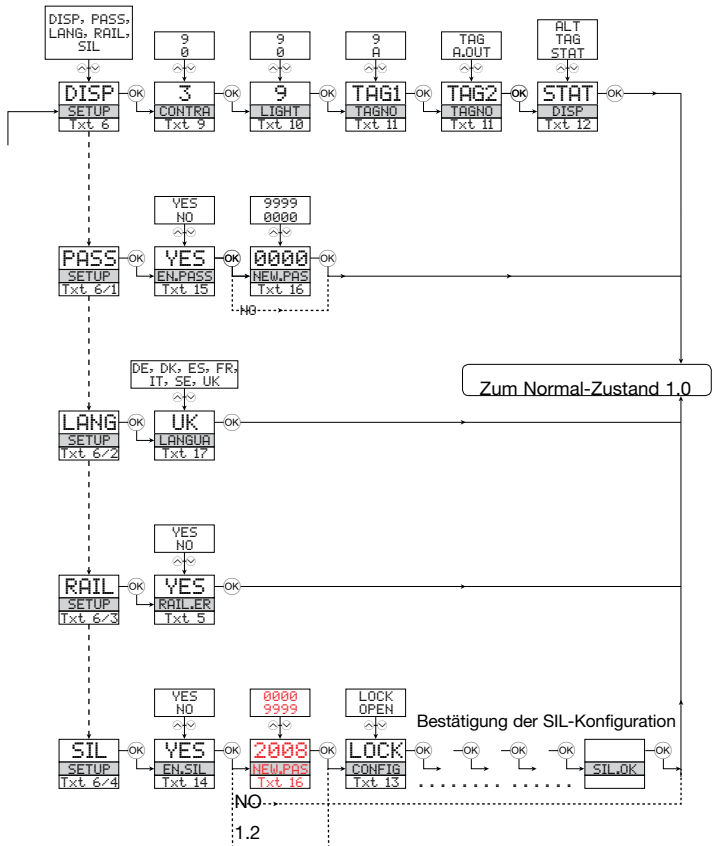 DISP, PASS,
LANG, RAIL,
SIL
9
0
9
0
9
A
TAG
A.OUT
ALT
TAG
STAT
DISP OK 3 OK 9 OK TAG1 OK TAG2 OK STAT OK
SETUP CONTRA LIGHT TAGNO TAGNO DISP
Txt 6 Txt 9 Txt 10 Txt 11 Txt 11 Txt 12
YES
NO
9999
0000
PASS OK YES OK 0000 OK
SETUP EN.PASS NEW.PAS
Txt 6/1 Txt 15 Txt 16
NO
DE, DK, ES, FR,
IT, SE, UK
Zum Normal-Zustand 1.0
LANG OK UK OK
SETUP LANGUA
Txt 6/2 Txt 17
YES
NO
RAIL OK YES OK
SETUP RAIL.ER
Txt 6/3 Txt 5
YES
NO
0000
9999
LOCK
OPEN
Bestätigung der SIL-Konfiguration
SIL OK YES OK 2008 OK LOCK OK OK OK OK OK
SETUP EN.SIL NEW.PAS CONFIG SIL.OK
Txt 6/4 Txt 14 Txt 16 Txt 13
NO
1.2